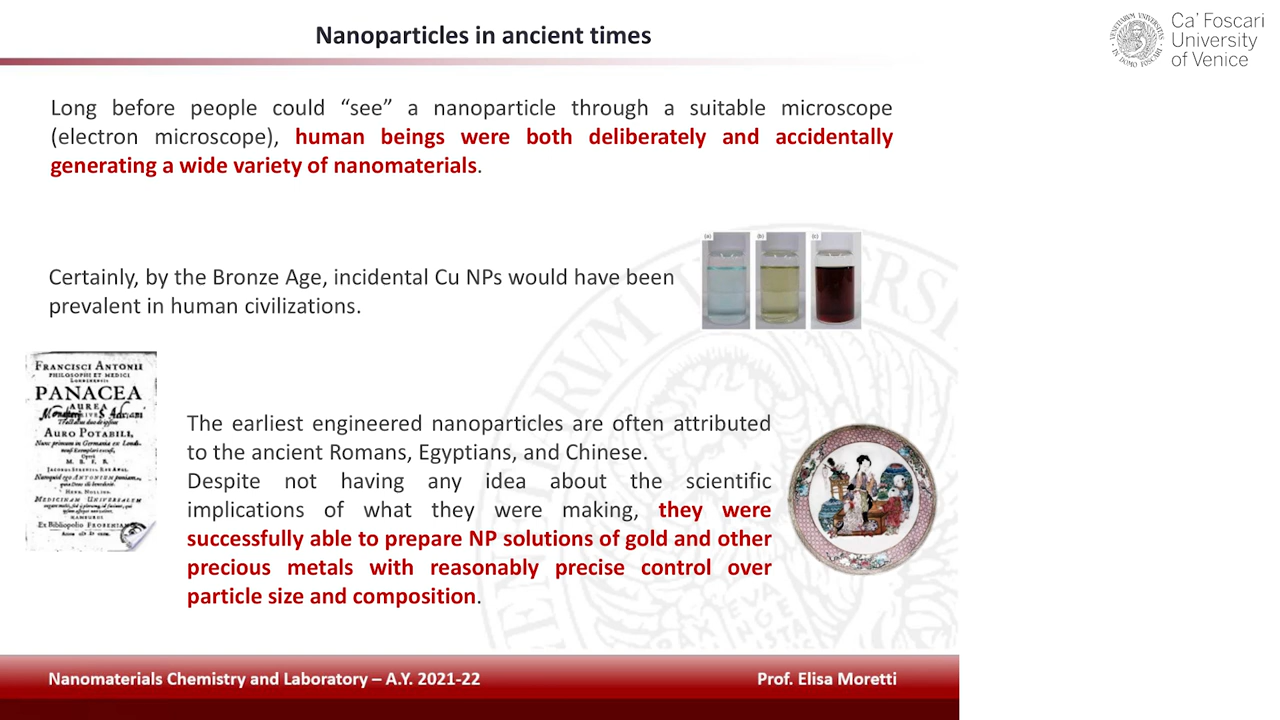 Nanoparticles in ancient times
Ca' Foscari
University
of Venice
Long before people could “see” a nanoparticle through a suitable microscope
(electron microscope), human beings were both deliberately and accidentally
generating a wide variety of nanomaterials.
(a) (b) (c)
Certainly, by the Bronze Age, incidental Cu NPs would have been
prevalent in human civilizations.
FRANCISCI ANTONII
PHILOSOPHI ET MEDICI
LONDINENSIS
PANACEA
AUREA
AURO POTABILI,
The earliest engineered nanoparticles are often attributed
to the ancient Romans, Egyptians, and Chinese.
Despite not having any idea about the scientific
implications of what they were making, they were
successfully able to prepare NP solutions of gold and other
precious metals with reasonably precise control over
particle size and composition.
Nanomaterials Chemistry and Laboratory – A.Y. 2021-22
Prof. Elisa Moretti